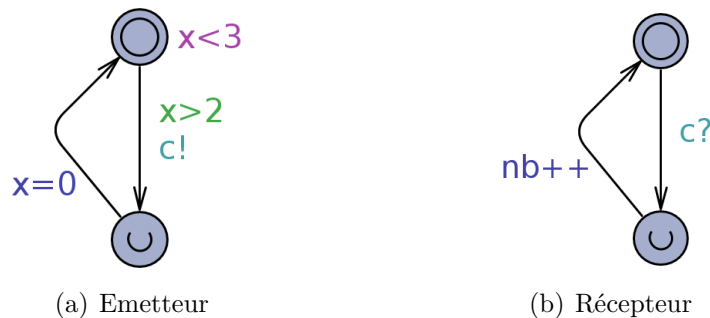 x<3
x>2
c!
x=0
(a) Emetteur
c?
nb++
(b) Récepteur